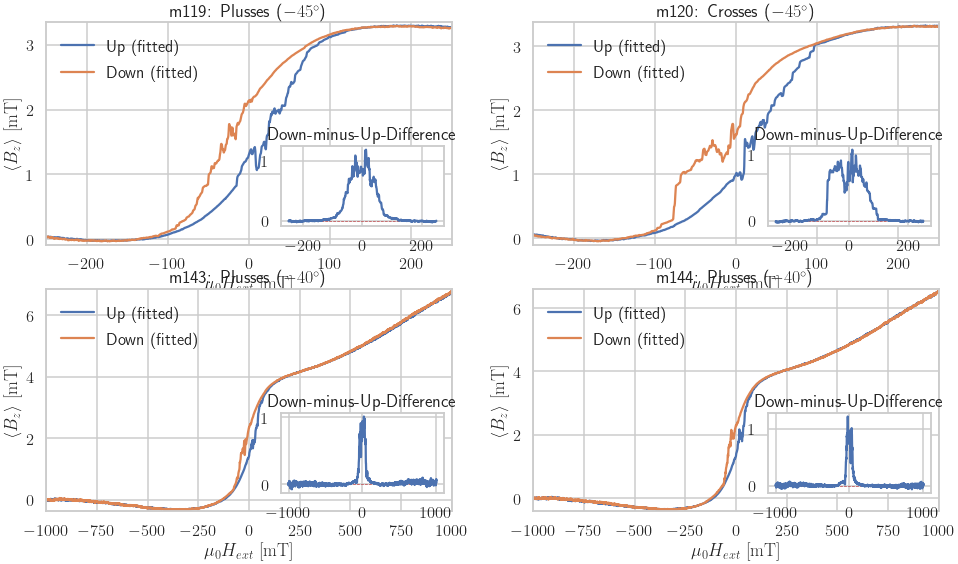 m119: Plusses (−45°)
⟨B_z⟩ [mT]
3
2
1
0
Up (fitted)
Down (fitted)
Down-minus-Up-Difference
1
0
−200 0 200
−200 −100 0 100 200
μ₀H_ext [mT]
m120: Crosses (−45°)
⟨B_z⟩ [mT]
3
2
1
0
Up (fitted)
Down (fitted)
Down-minus-Up-Difference
1
0
−200 0 200
−200 −100 0 100 200
μ₀H_ext [mT]
m143: Plusses (−40°)
⟨B_z⟩ [mT]
6
4
2
0
Up (fitted)
Down (fitted)
Down-minus-Up-Difference
1
0
−1000 0 1000
−1000 −750 −500 −250 0 250 500 750 1000
μ₀H_ext [mT]
m144: Plusses (−40°)
⟨B_z⟩ [mT]
6
4
2
0
Up (fitted)
Down (fitted)
Down-minus-Up-Difference
1
0
−1000 0 1000
−1000 −750 −500 −250 0 250 500 750 1000
μ₀H_ext [mT]